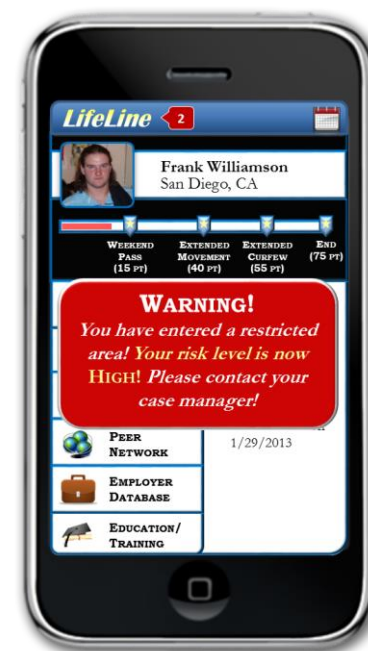 LifeLine 2
Frank Williamson
San Diego, CA
WEEKEND PASS (15 PT)
EXTENDED MOVEMENT (40 PT)
EXTENDED CURFEW (55 PT)
END (75 PT)
WARNING!
You have entered a restricted
area! Your risk level is now
HIGH! Please contact your
case manager!
PEER
NETWORK
1/29/2013
EMPLOYER
DATABASE
EDUCATION/
TRAINING